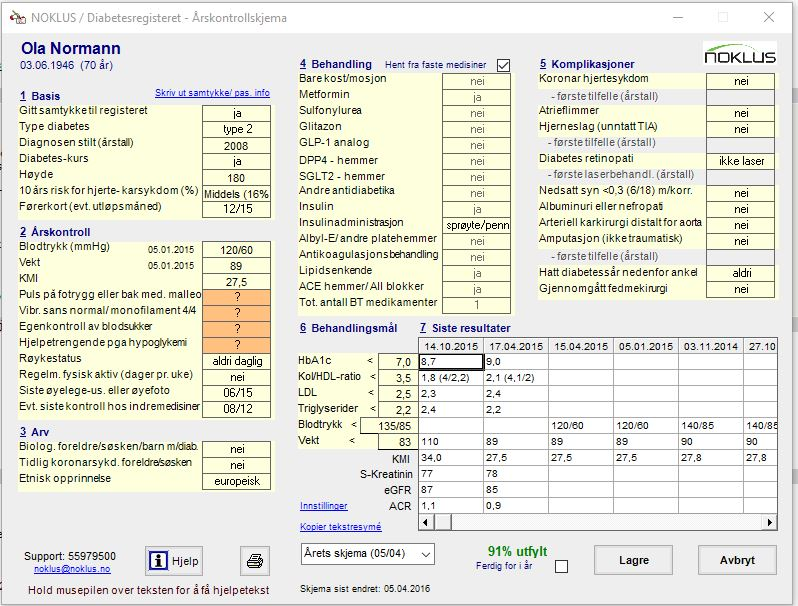 NOKLUS / Diabetesregisteret - Årskontrollskjema
Ola Normann
03.06.1946 (70 år)
1 Basis
Skriv ut samtykke/ pas. info
Gitt samtykke til registeret ja
Type diabetes type 2
Diagnosen stilt (årstall) 2008
Diabetes-kurs ja
Høyde 180
10 års risk for hjerte- karsykdom (%) Middels (16%
Førerkort (evt. utløpsmåned) 12/15
2 Årskontroll
Blodtrykk (mmHg) 05.01.2015 120/60
Vekt 05.01.2015 89
KMI 27,5
Puls på fotrygg eller bak med. malleo ?
Vibr. sans normal/ monofilament 4/4 ?
Egenkontroll av blodsukker ?
Hjelpetrengende pga hypoglykemi ?
Røykestatus aldri daglig
Regelm. fysisk aktiv (dager pr. uke) nei
Siste øyelege-us. eller øyefoto 06/15
Evt. siste kontroll hos indremedisiner 08/12
3 Arv
Biolog. foreldre/søsken/barn m/diab. nei
Tidlig koronarsykd. foreldre/søsken nei
Etnisk opprinnelse europeisk
4 Behandling Hent fra faste medisiner
Bare kost/mosjon nei
Metformin ja
Sulfonylurea nei
Glitazon nei
GLP-1 analog nei
DPP4 - hemmer nei
SGLT2 - hemmer nei
Andre antidiabetika nei
Insulin ja
Insulinadministrasjon sprøyte/penn
Albyl-E/ andre platehemmer nei
Antikoagulasjonsbehandling nei
Lipidsenkende ja
ACE hemmer/ AII blokker ja
Tot. antall BT medikamenter 1
5 Komplikasjoner
NOKLUS
Koronar hjertesykdom nei
- første tilfelle (årstall)
Atrieflimmer nei
Hjerneslag (unntatt TIA) nei
- første tilfelle (årstall)
Diabetes retinopati ikke laser
- første laserbehandl. (årstall)
Nedsatt syn <0,3 (6/18) m/korr. nei
Albuminuri eller nefropati nei
Arteriell karkirurgi distalt for aorta nei
Amputasjon (ikke traumatisk) nei
- første tilfelle (årstall)
Hatt diabetessår nedenfor ankel aldri
Gjennomgått fedmekirurgi nei
6 Behandlingsmål 7 Siste resultater
14.10.2015 17.04.2015 15.04.2015 05.01.2015 03.11.2014 27.10
HbA1c < 7,0 8,7 9,0
Kol/HDL-ratio < 3,5 1,8 (4/2,2) 2,1 (4,1/2)
LDL < 2,5 2,3 2,4
Triglyserider < 2,2 2,4 2,2
Blodtrykk < 135/85 120/60 120/60 140/85 140/85
Vekt < 83 110 89 89 89 90 90
KMI 34,0 27,5 27,5 27,5 27,8 27,8
S-Kreatinin 77 78
eGFR 87 85
Innstillinger ACR 1,1 0,9
Kopier tekstresymé
Support: 55979500
noklus@noklus.no
Hjelp
Hold musepilen over teksten for å få hjelpetekst
Årets skjema (05/04)
91% utfylt
Ferdig for i år
Lagre
Avbryt
Skjema sist endret: 05.04.2016